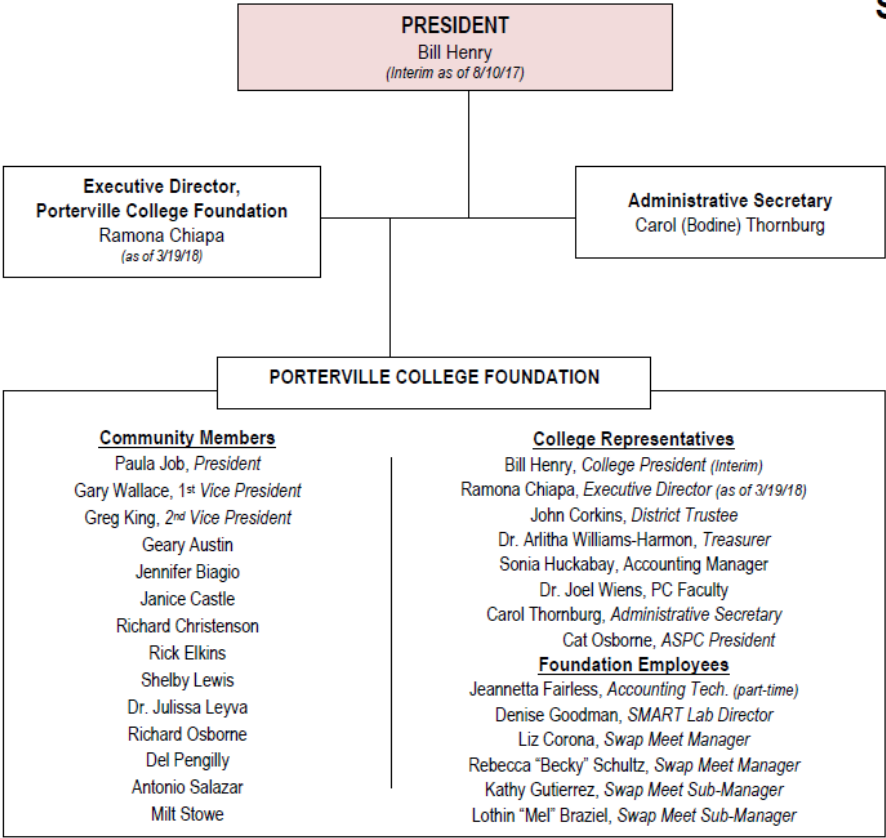 PRESIDENT
Bill Henry
(Interim as of 8/10/17)
Executive Director,
Porterville College Foundation
Ramona Chiapa
(as of 3/19/18)
Administrative Secretary
Carol (Bodine) Thornburg
PORTERVILLE COLLEGE FOUNDATION
Community Members
Paula Job, President
Gary Wallace, 1st Vice President
Greg King, 2nd Vice President
Geary Austin
Jennifer Biagio
Janice Castle
Richard Christenson
Rick Elkins
Shelby Lewis
Dr. Julissa Leyva
Richard Osborne
Del Pengilly
Antonio Salazar
Milt Stowe
College Representatives
Bill Henry, College President (Interim)
Ramona Chiapa, Executive Director (as of 3/19/18)
John Corkins, District Trustee
Dr. Arlitha Williams-Harmon, Treasurer
Sonia Huckabay, Accounting Manager
Dr. Joel Wiens, PC Faculty
Carol Thornburg, Administrative Secretary
Cat Osborne, ASPC President
Foundation Employees
Jeannetta Fairless, Accounting Tech. (part-time)
Denise Goodman, SMART Lab Director
Liz Corona, Swap Meet Manager
Rebecca “Becky” Schultz, Swap Meet Manager
Kathy Gutierrez, Swap Meet Sub-Manager
Lothin “Mel” Braziel, Swap Meet Sub-Manager